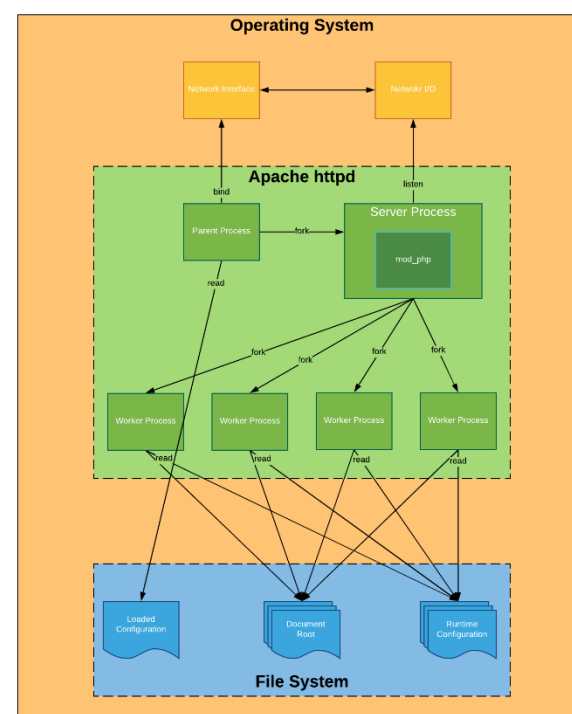 Operating System
Network Interface
Netwokr I/O
Apache httpd
bind
listen
Parent Process
fork
Server Process
mod_php
read
fork
fork
fork
fork
Worker Process
Worker Process
Worker Process
Worker Process
read
read
read
read
Loaded
Configuration
Document
Root
Runtime
Configuration
File System